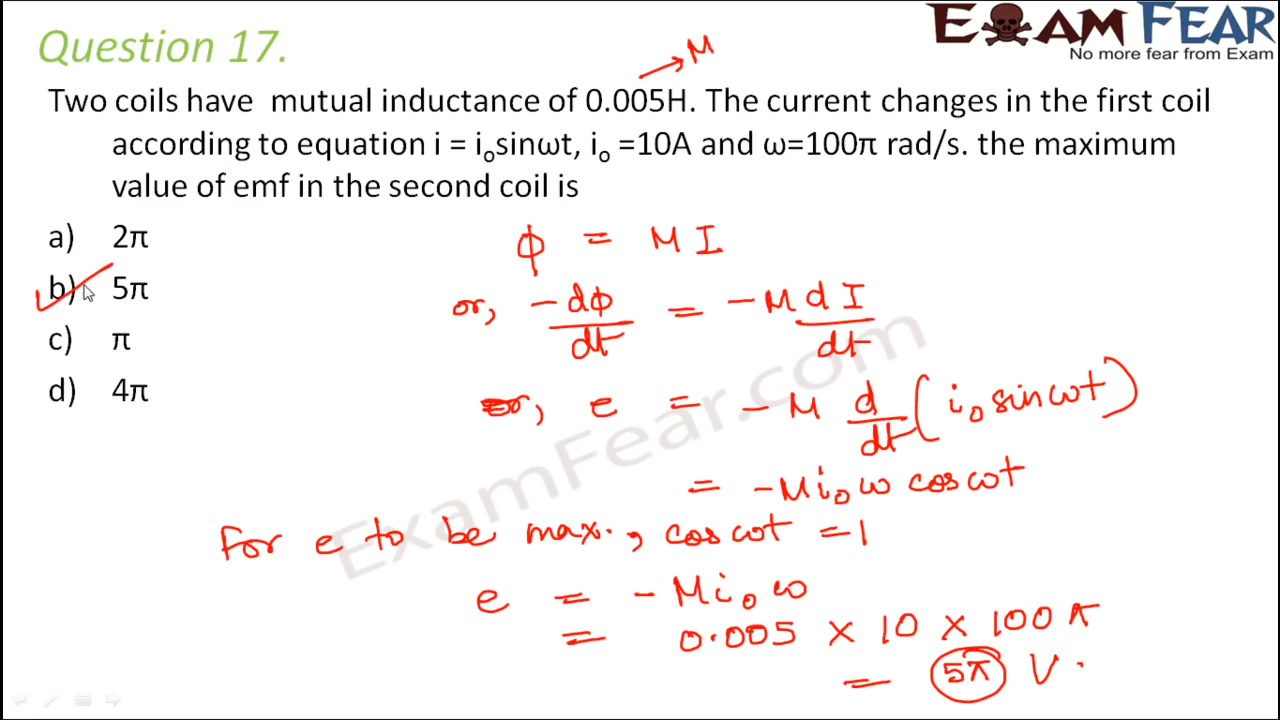 Question 17.
EXAM FEAR
No more fear from Exam
→ M
Two coils have mutual inductance of 0.005H. The current changes in the first coil
according to equation i = i₀sinωt, i₀ =10A and ω=100π rad/s. the maximum
value of emf in the second coil is
a) 2π
b) 5π
c) π
d) 4π
ϕ = M I
or, -dϕ/dt = -M dI/dt
or, e = -M d/dt (i₀ sinωt)
= -Mi₀ω cosωt
For e to be max., cosωt = 1
e = -Mi₀ω
= 0.005 × 10 × 100π
= 5π V.
ExamFear.com